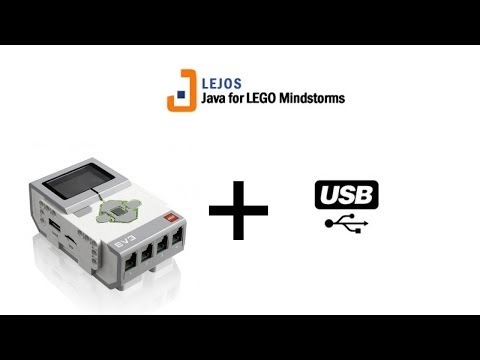 LEJOS
Java for LEGO Mindstorms
USB
EV3